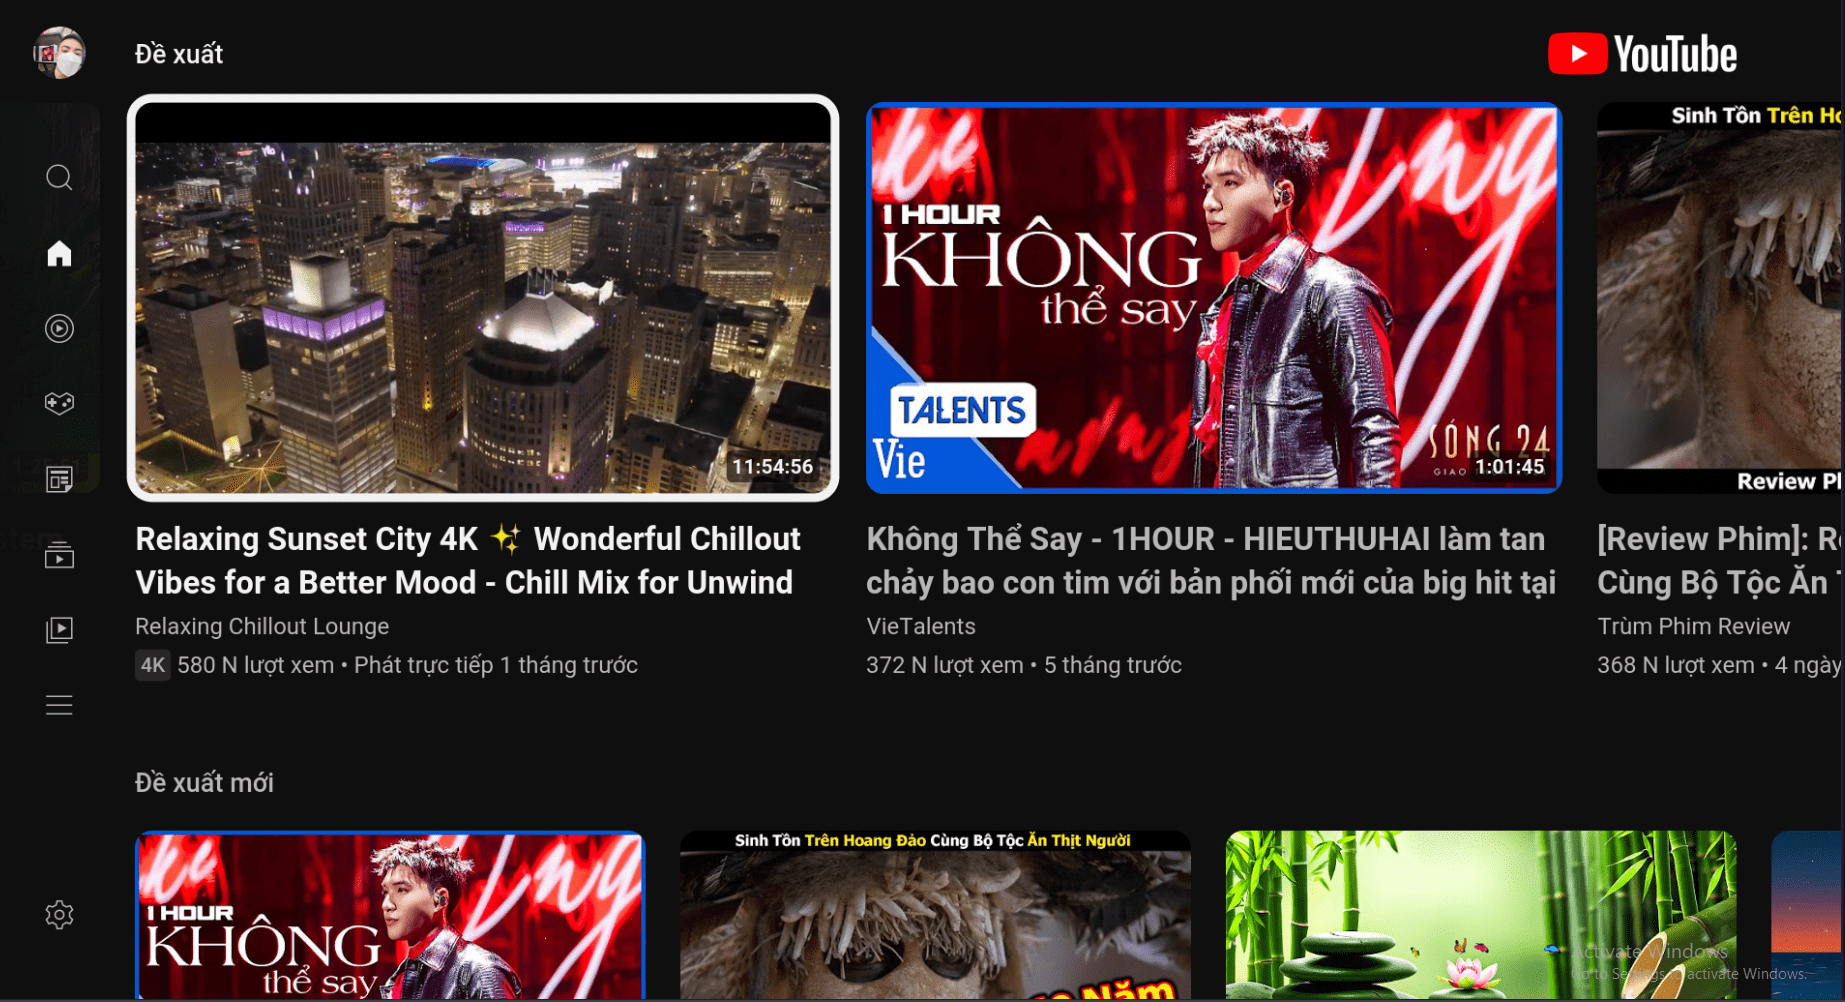 Đề xuất
YouTube
1 HOUR
KHÔNG
thể say
TALENTS
Vie
SÓNG 24
GIAO
1:01:45
11:54:56
1:25:51
Sinh Tồn Trên Ho
Review P
Relaxing Sunset City 4K ✨ Wonderful Chillout
Vibes for a Better Mood - Chill Mix for Unwind
Relaxing Chillout Lounge
4K 580 N lượt xem • Phát trực tiếp 1 tháng trước
Không Thể Say - 1HOUR - HIEUTHUHAI làm tan
chảy bao con tim với bản phối mới của big hit tại
VieTalents
372 N lượt xem • 5 tháng trước
[Review Phim]: R
Cùng Bộ Tộc Ăn
Trùm Phim Review
368 N lượt xem • 4 ngày
Đề xuất mới
1 HOUR
KHÔNG
thể say
Sinh Tồn Trên Hoang Đảo Cùng Bộ Tộc Ăn Thịt Người
Năm
Activate Windows
Go to Settings to activate Windows.